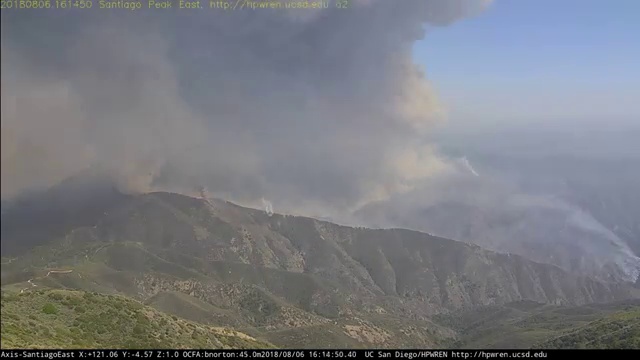 20180806.161450 Santiago Peak East, http://hpwren.ucsd.edu o2
Axis-SantiagoEast X:+121.06 Y:-4.57 Z:1.0 OCFA:bnorton:45.0m2018/08/06 16:14:50.40 UC San Diego/HPWREN http://hpwren.ucsd.edu